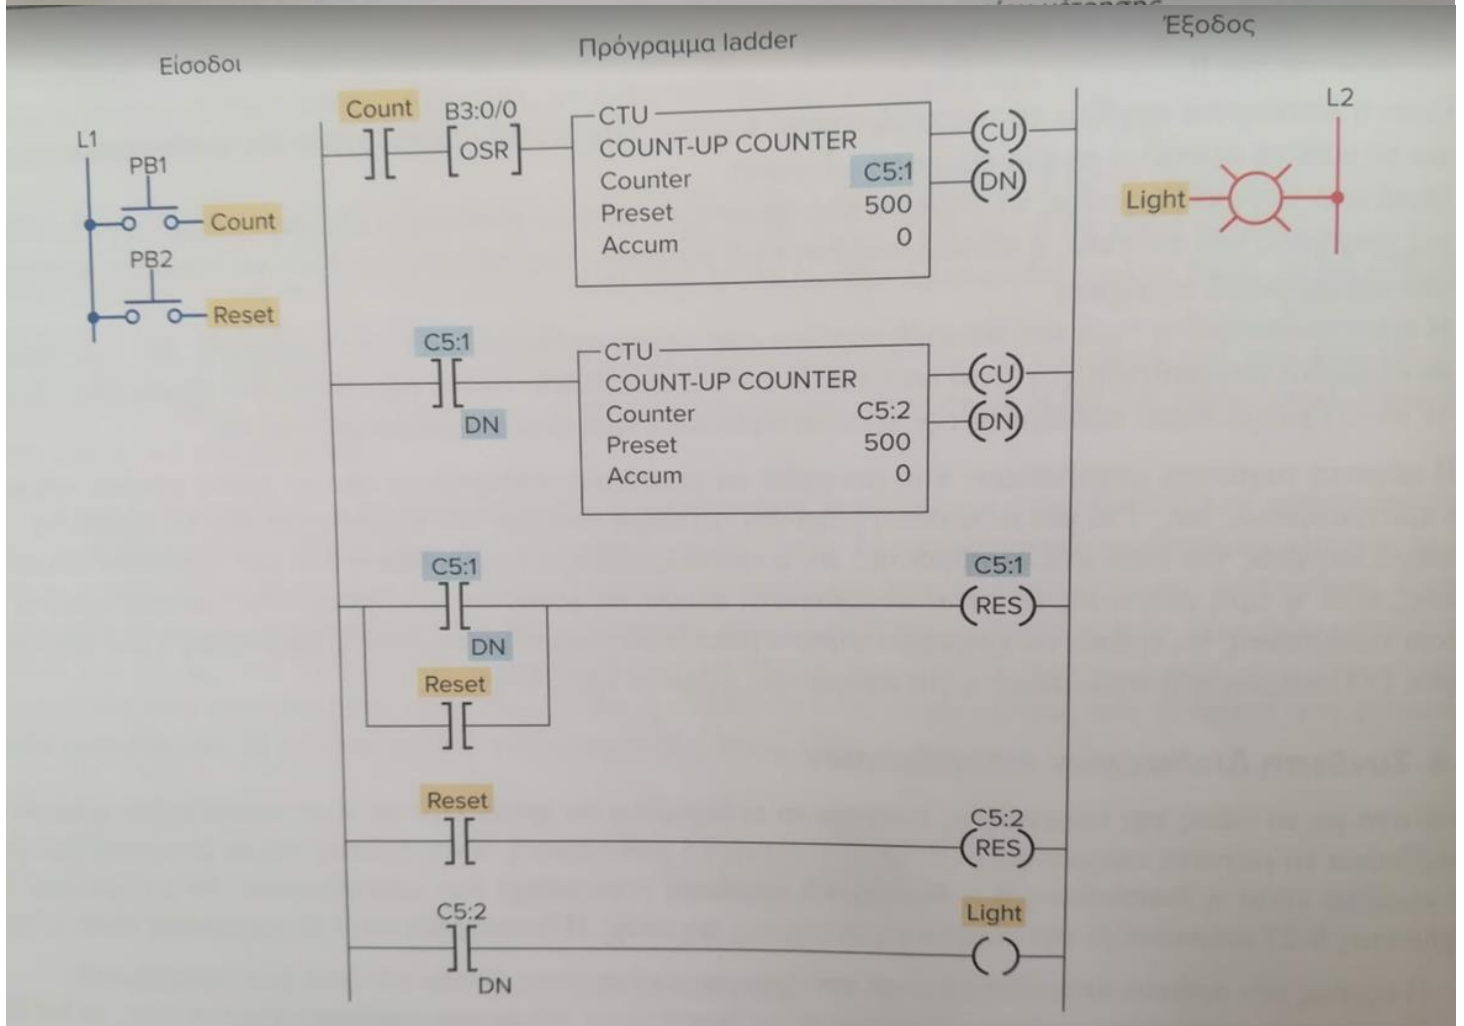 Είσοδοι
Πρόγραμμα ladder
Έξοδος
L1
PB1
Count
PB2
Reset
Count
B3:0/0
OSR
CTU
COUNT-UP COUNTER
Counter C5:1
Preset 500
Accum 0
CU
DN
C5:1
DN
CTU
COUNT-UP COUNTER
Counter C5:2
Preset 500
Accum 0
CU
DN
C5:1
DN
Reset
C5:1
RES
Reset
C5:2
RES
C5:2
DN
Light
L2
Light